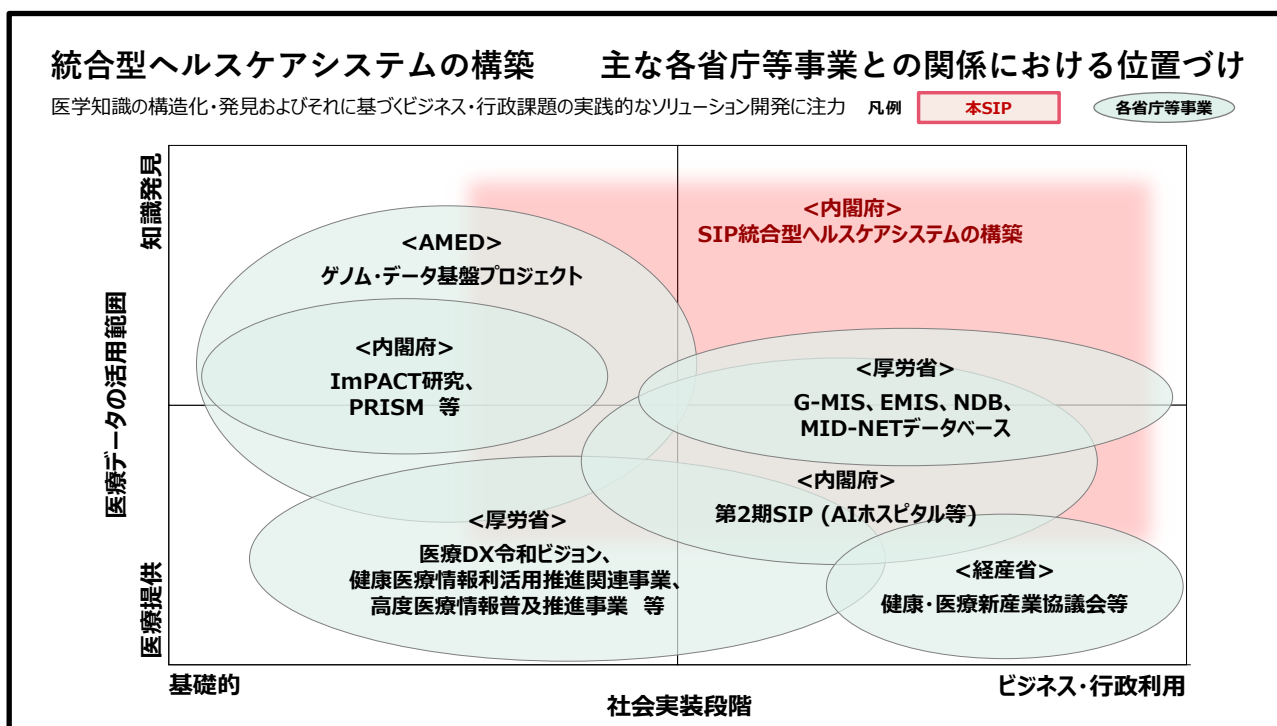 統合型ヘルスケアシステムの構築　　主な各省庁等事業との関係における位置づけ
医学知識の構造化・発見およびそれに基づくビジネス・行政課題の実践的なソリューション開発に注力
凡例
本SIP
各省庁等事業
知識発見
医療データの活用範囲
医療提供
<内閣府>
SIP統合型ヘルスケアシステムの構築
<AMED>
ゲノム・データ基盤プロジェクト
<内閣府>
ImPACT研究、
PRISM 等
<厚労省>
G-MIS、EMIS、NDB、
MID-NETデータベース
<内閣府>
第2期SIP (AIホスピタル等)
<厚労省>
医療DX令和ビジョン、
健康医療情報利活用推進関連事業、
高度医療情報普及推進事業 等
<経産省>
健康・医療新産業協議会等
基礎的
社会実装段階
ビジネス・行政利用